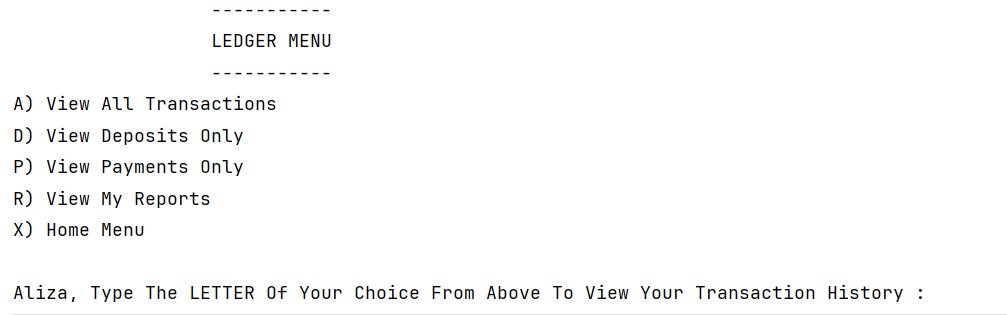 -----------
LEDGER MENU
-----------
A) View All Transactions
D) View Deposits Only
P) View Payments Only
R) View My Reports
X) Home Menu
Aliza, Type The LETTER Of Your Choice From Above To View Your Transaction History :